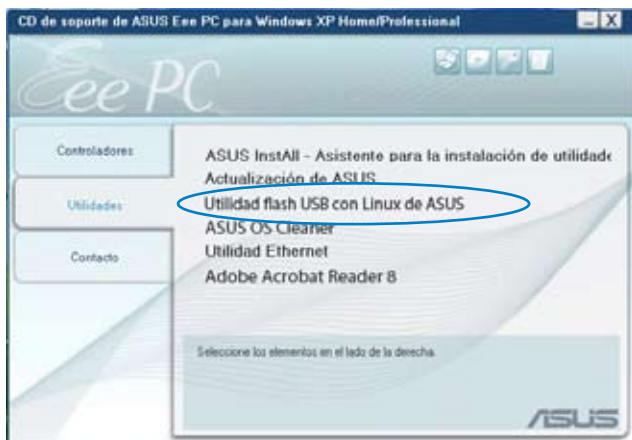 CD de soporte de ASUS Eee PC para Windows XP Home/Professional
Eee PC
Controladores
Utilidades
Contacto
ASUS InstAll - Asistente para la instalación de utilidade
Actualización de ASUS
Utilidad flash USB con Linux de ASUS
ASUS OS Cleaner
Utilidad Ethernet
Adobe Acrobat Reader 8
Seleccione los elementos en el lado de la derecha.
ASUS